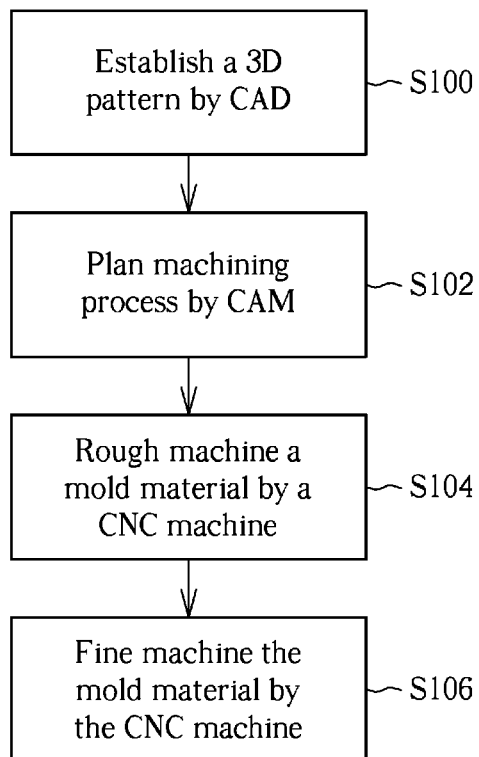 Establish a 3D
pattern by CAD
S100
Plan machining
process by CAM
S102
Rough machine a
mold material by a
CNC machine
S104
Fine machine the
mold material by
the CNC machine
S106